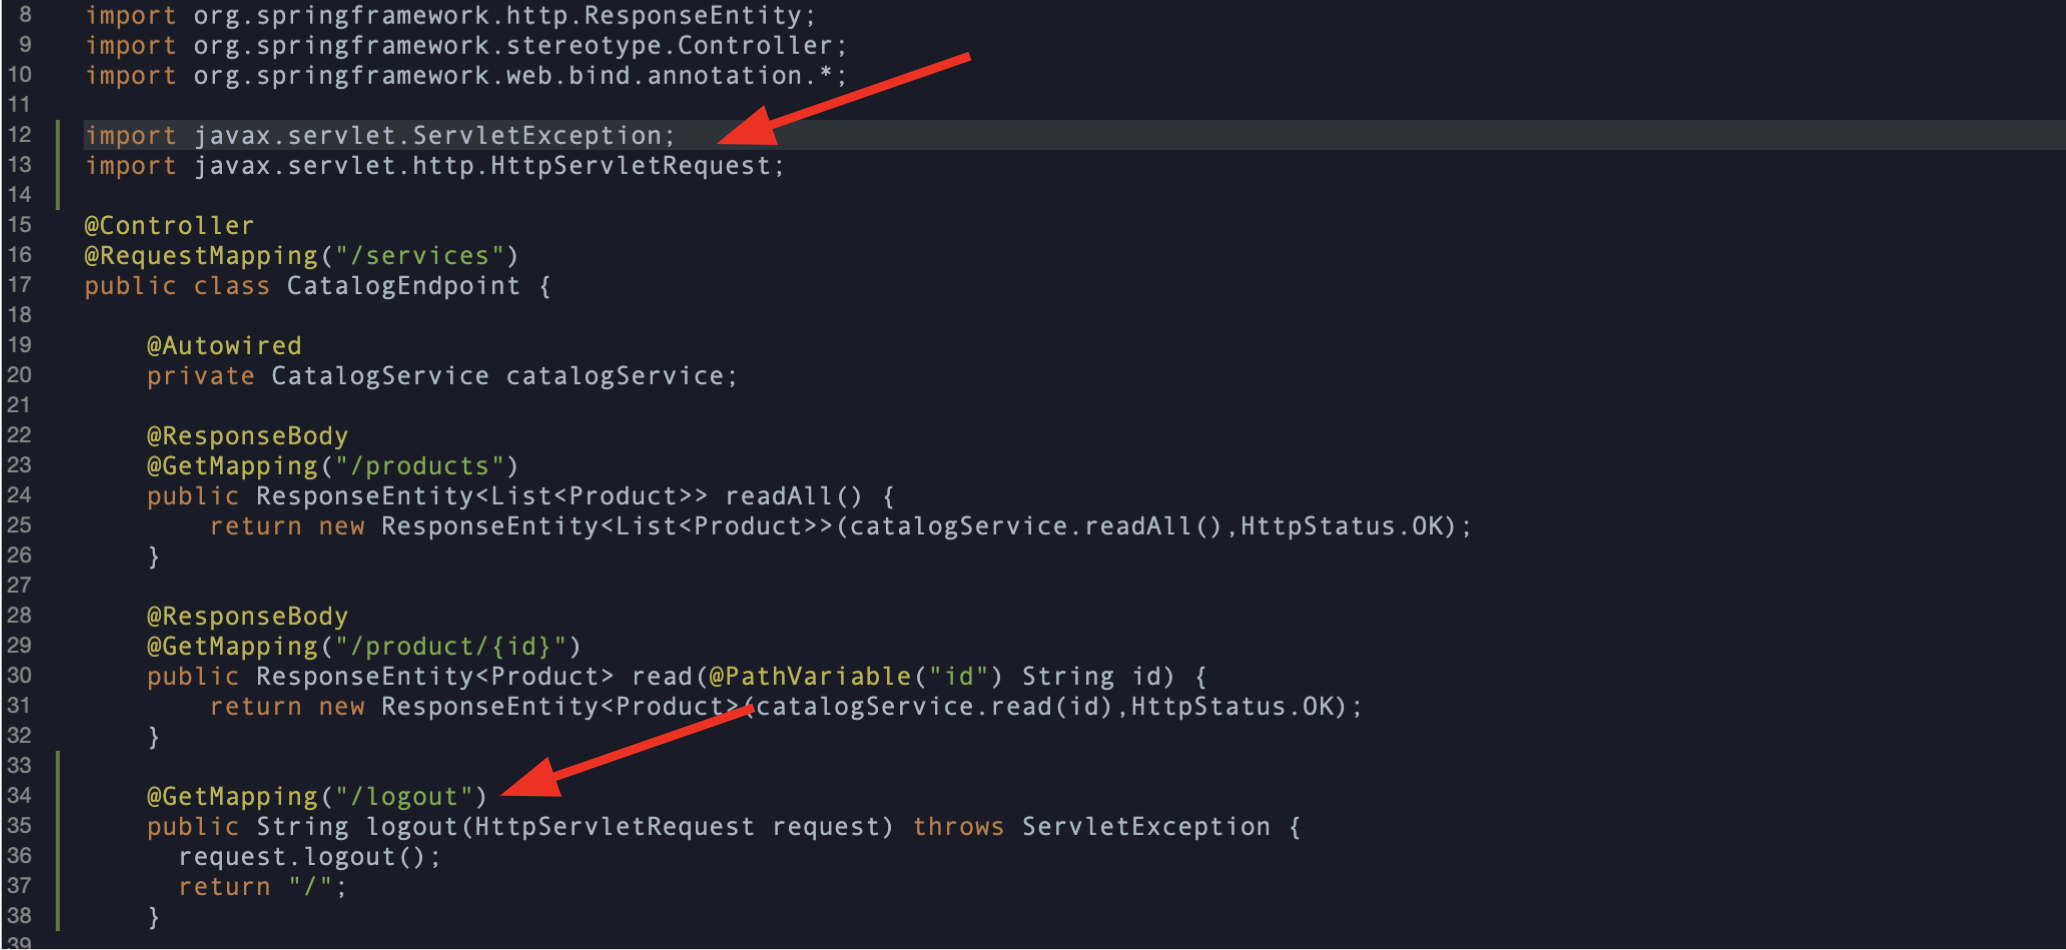 8 import org.springframework.http.ResponseEntity;
9 import org.springframework.stereotype.Controller;
10 import org.springframework.web.bind.annotation.*;
11
12 import javax.servlet.ServletException;
13 import javax.servlet.http.HttpServletRequest;
14
15 @Controller
16 @RequestMapping("/services")
17 public class CatalogEndpoint {
18
19 @Autowired
20 private CatalogService catalogService;
21
22 @ResponseBody
23 @GetMapping("/products")
24 public ResponseEntity<List<Product>> readAll() {
25 return new ResponseEntity<List<Product>>(catalogService.readAll(),HttpStatus.OK);
26 }
27
28 @ResponseBody
29 @GetMapping("/product/{id}")
30 public ResponseEntity<Product> read(@PathVariable("id") String id) {
31 return new ResponseEntity<Product>(catalogService.read(id),HttpStatus.OK);
32 }
33
34 @GetMapping("/logout")
35 public String logout(HttpServletRequest request) throws ServletException {
36 request.logout();
37 return "/";
38 }
39